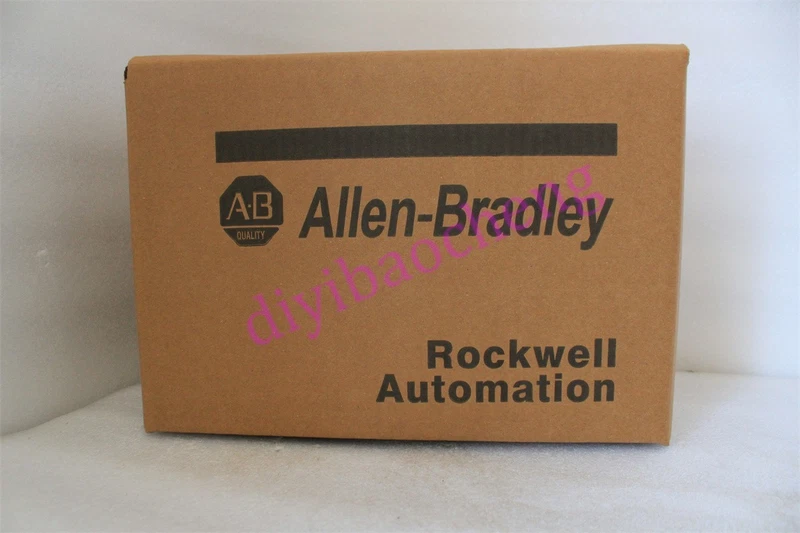 A·B
QUALITY
Allen-Bradley
diyibaocheng
Rockwell
Automation